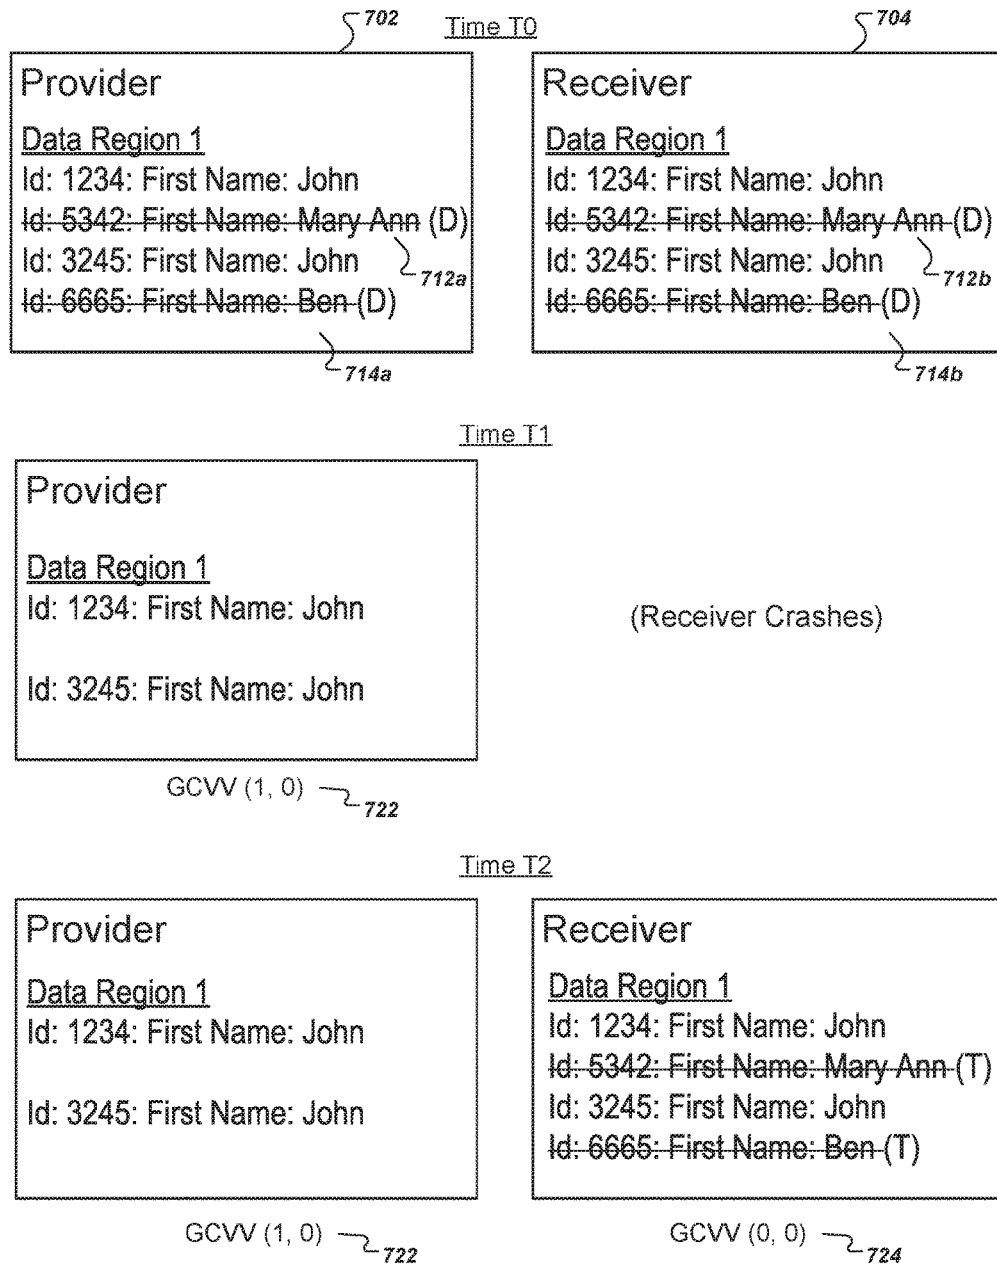 702
Time T0
704
Provider
Data Region 1
Id: 1234: First Name: John
Id: 5342: First Name: Mary Ann (D)
712a
Id: 3245: First Name: John
Id: 6665: First Name: Ben (D)
714a
Receiver
Data Region 1
Id: 1234: First Name: John
Id: 5342: First Name: Mary Ann (D)
712b
Id: 3245: First Name: John
Id: 6665: First Name: Ben (D)
714b
Time T1
Provider
Data Region 1
Id: 1234: First Name: John
Id: 3245: First Name: John
(Receiver Crashes)
GCVV (1, 0)
722
Time T2
Provider
Data Region 1
Id: 1234: First Name: John
Id: 3245: First Name: John
GCVV (1, 0)
722
Receiver
Data Region 1
Id: 1234: First Name: John
Id: 5342: First Name: Mary Ann (T)
Id: 3245: First Name: John
Id: 6665: First Name: Ben (T)
GCVV (0, 0)
724